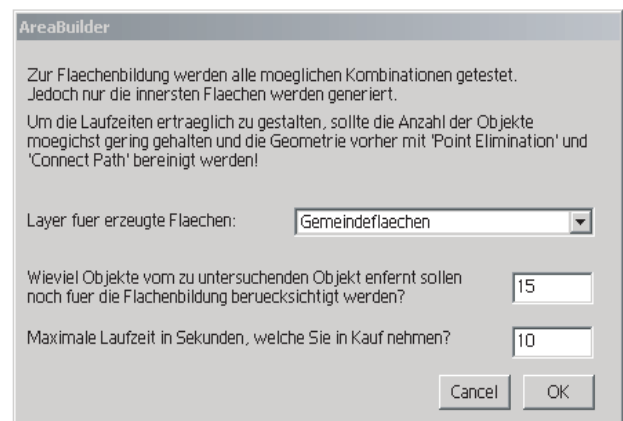 AreaBuilder
Zur Flaechenbildung werden alle moeglichen Kombinationen getestet.
Jedoch nur die innersten Flaechen werden generiert.
Um die Laufzeiten ertraeglich zu gestalten, sollte die Anzahl der Objekte
moegichst gering gehalten und die Geometrie vorher mit 'Point Elimination' und
'Connect Path' bereinigt werden!
Layer fuer erzeugte Flaechen:
Gemeindeflaechen
Wieviel Objekte vom zu untersuchenden Objekt enfernt sollen
noch fuer die Flachenbildung beruecksichtigt werden?
15
Maximale Laufzeit in Sekunden, welche Sie in Kauf nehmen?
10
Cancel
OK